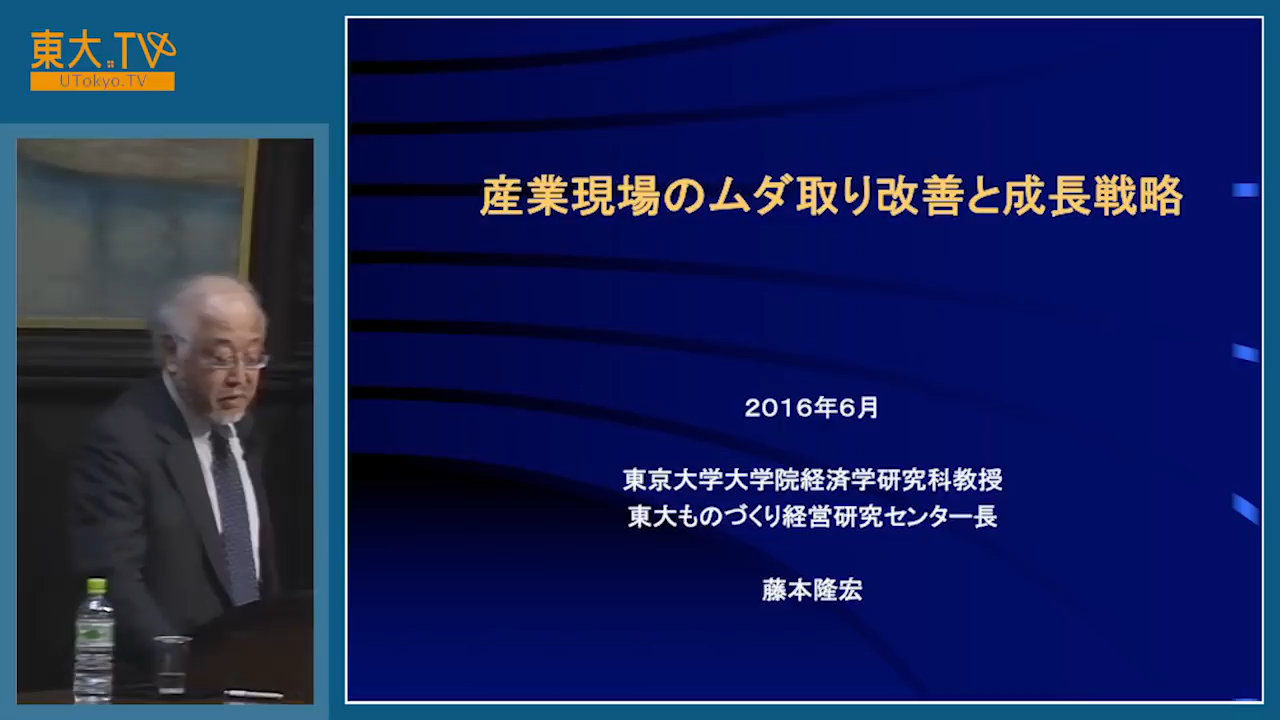 東大.TV
UTokyo.TV
産業現場のムダ取り改善と成長戦略
2016年6月
東京大学大学院経済学研究科教授
東大ものづくり経営研究センター長
藤本隆宏